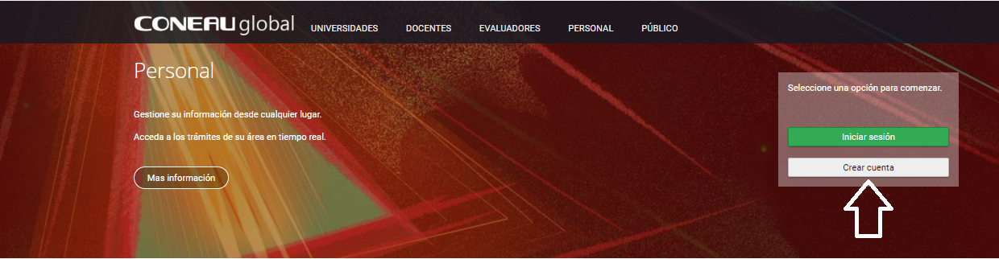 CONEAU global
UNIVERSIDADES DOCENTES EVALUADORES PERSONAL PÚBLICO
Personal
Gestione su información desde cualquier lugar.
Acceda a los trámites de su área en tiempo real.
Mas información
Seleccione una opción para comenzar.
Iniciar sesión
Crear cuenta